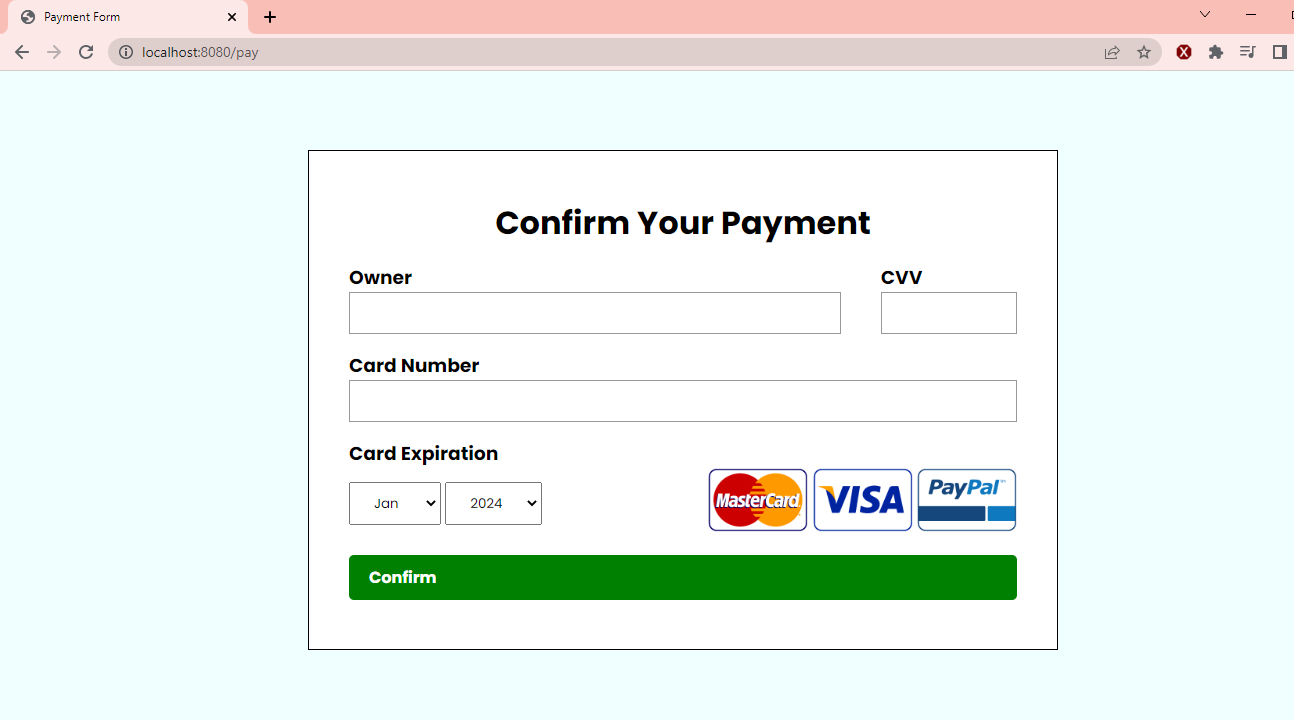 Payment Form
localhost:8080/pay
Confirm Your Payment
Owner CVV
Card Number
Card Expiration
Jan 2024 MasterCard VISA PayPal™
Confirm